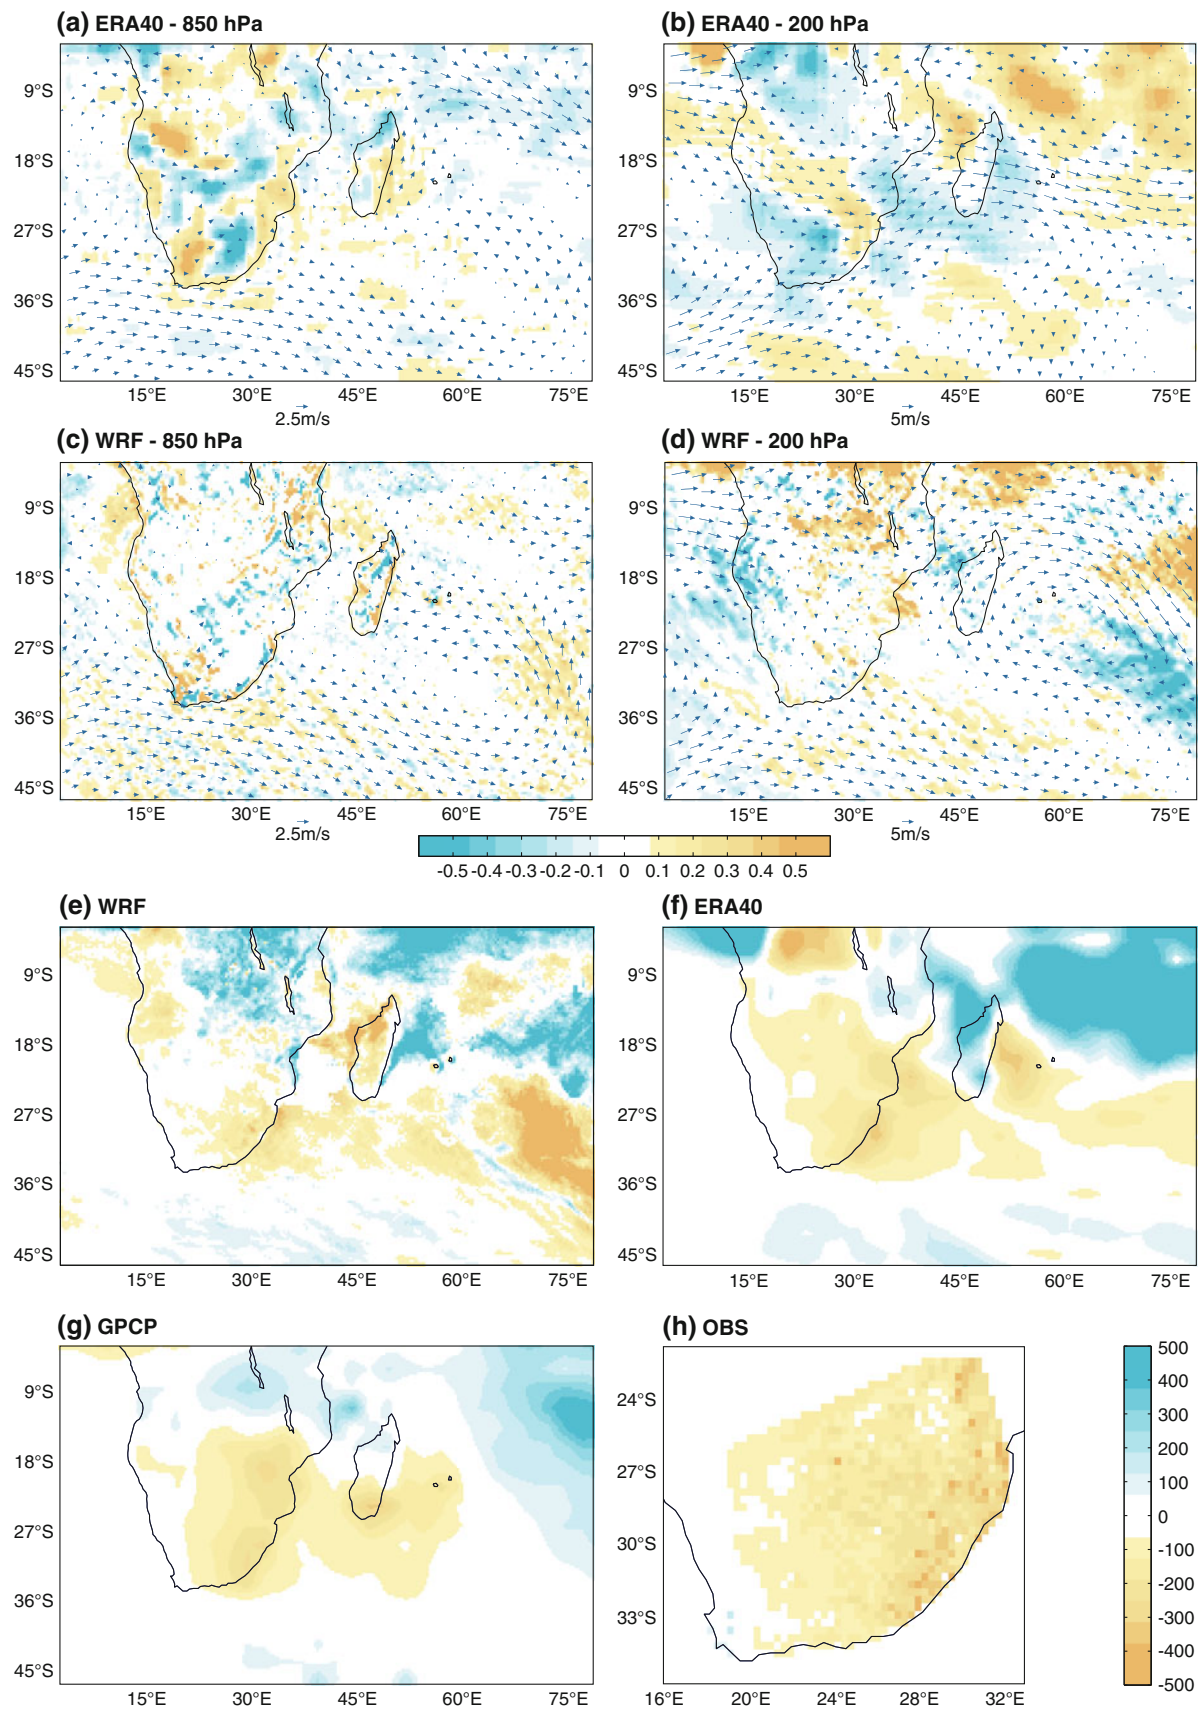 (a) ERA40 - 850 hPa
9°S
18°S
27°S
36°S
45°S
15°E 30°E 45°E 60°E 75°E
2.5m/s
(b) ERA40 - 200 hPa
9°S
18°S
27°S
36°S
45°S
15°E 30°E 45°E 60°E 75°E
5m/s
(c) WRF - 850 hPa
9°S
18°S
27°S
36°S
45°S
15°E 30°E 45°E 60°E 75°E
2.5m/s
(d) WRF - 200 hPa
9°S
18°S
27°S
36°S
45°S
15°E 30°E 45°E 60°E 75°E
5m/s
-0.5 -0.4 -0.3 -0.2 -0.1 0 0.1 0.2 0.3 0.4 0.5
(e) WRF
9°S
18°S
27°S
36°S
45°S
15°E 30°E 45°E 60°E 75°E
(f) ERA40
9°S
18°S
27°S
36°S
45°S
15°E 30°E 45°E 60°E 75°E
(g) GPCP
9°S
18°S
27°S
36°S
45°S
15°E 30°E 45°E 60°E 75°E
(h) OBS
24°S
27°S
30°S
33°S
16°E 20°E 24°E 28°E 32°E
500
400
300
200
100
0
-100
-200
-300
-400
-500